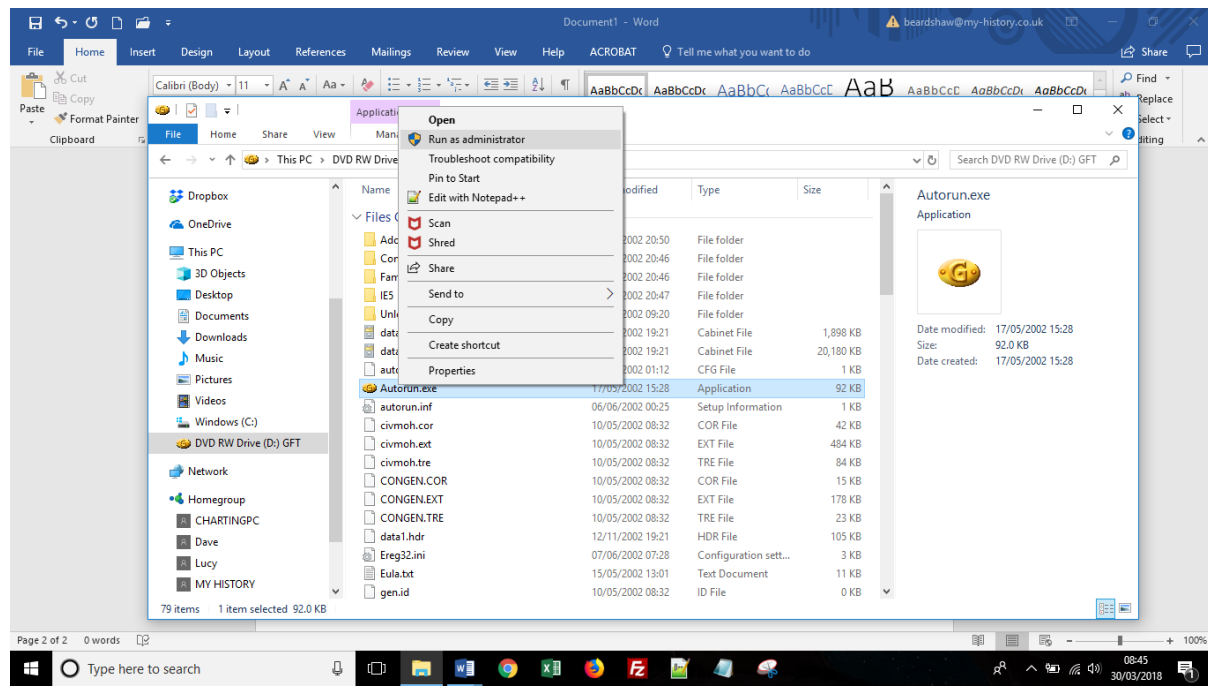 Document1 - Word
beardshaw@my-history.co.uk
File Home Insert Design Layout References Mailings Review View Help ACROBAT Tell me what you want to do Share
Paste
Cut
Copy
Format Painter
Clipboard
Calibri (Body) 11 A A Aa
AaBbCcDc AaBbCcDc AaBbCc AaBbCcE AaB AaBbCcE AaBbCcDc AaBbCcDc
Find
Replace
Select
diting
Applicati
File Home Share View Mana
This PC > DVD RW Drive
Search DVD RW Drive (D:) GFT
Open
Run as administrator
Troubleshoot compatibility
Pin to Start
Edit with Notepad++
Scan
Shred
Share
Send to
Copy
Create shortcut
Properties
Dropbox
OneDrive
This PC
3D Objects
Desktop
Documents
Downloads
Music
Pictures
Videos
Windows (C:)
DVD RW Drive (D:) GFT
Network
Homegroup
CHARTINGPC
Dave
Lucy
MY HISTORY
Name odified Type Size
Files
Ado 2002 20:50 File folder
Cor 2002 20:46 File folder
Fam 2002 20:46 File folder
IE5 2002 20:47 File folder
2002 09:20 File folder
data 2002 19:21 Cabinet File 1,898 KB
data 2002 19:21 Cabinet File 20,180 KB
auto 2002 01:12 CFG File 1 KB
Autorun.exe 17/05/2002 15:28 Application 92 KB
autorun.inf 06/06/2002 00:25 Setup Information 1 KB
civmoh.cor 10/05/2002 08:32 COR File 42 KB
civmoh.ext 10/05/2002 08:32 EXT File 484 KB
civmoh.tre 10/05/2002 08:32 TRE File 84 KB
CONGEN.COR 10/05/2002 08:32 COR File 15 KB
CONGEN.EXT 10/05/2002 08:32 EXT File 178 KB
CONGEN.TRE 10/05/2002 08:32 TRE File 23 KB
data1.hdr 12/11/2002 19:21 HDR File 105 KB
Ereg32.ini 07/06/2002 07:28 Configuration sett... 3 KB
Eula.txt 15/05/2002 13:01 Text Document 11 KB
gen.id 10/05/2002 08:32 ID File 0 KB
Autorun.exe
Application
G
Date modified: 17/05/2002 15:28
Size: 92.0 KB
Date created: 17/05/2002 15:28
79 items 1 item selected 92.0 KB
Page 2 of 2 0 words
100%
Type here to search
08:45
30/03/2018